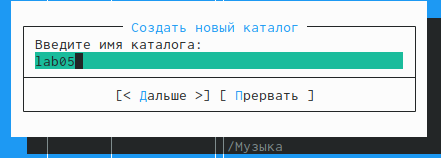 Создать новый каталог
Введите имя каталога:
lab05
[< Дальше >] [ Прервать ]
/Музыка